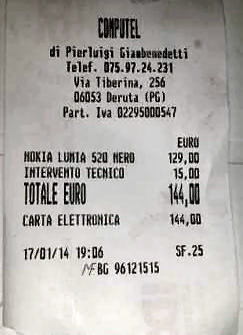 COMPUTEL
di Pierluigi Giambenedetti
Telef. 075.97.24.231
Via Tiberina, 256
06053 Deruta (PG)
Part. Iva 02295000547
EURO
NOKIA LUMIA 520 NERO 129,00
INTERVENTO TECNICO 15,00
TOTALE EURO 144,00
CARTA ELETTRONICA 144,00
17/01/14 19:06 SF.25
MF BG 96121515